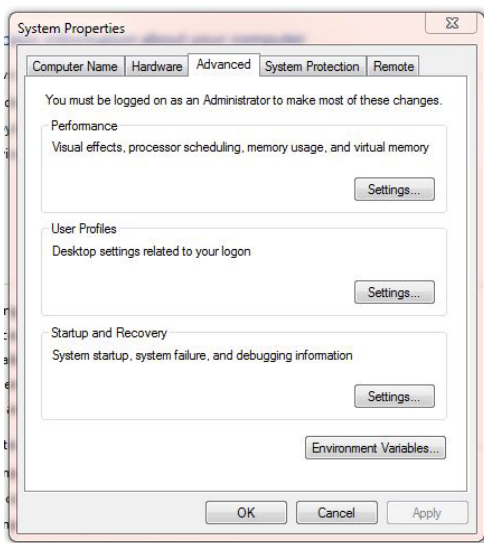 System Properties
Computer Name Hardware Advanced System Protection Remote
You must be logged on as an Administrator to make most of these changes.
Performance
Visual effects, processor scheduling, memory usage, and virtual memory
Settings...
User Profiles
Desktop settings related to your logon
Settings...
Startup and Recovery
System startup, system failure, and debugging information
Settings...
Environment Variables...
OK Cancel Apply